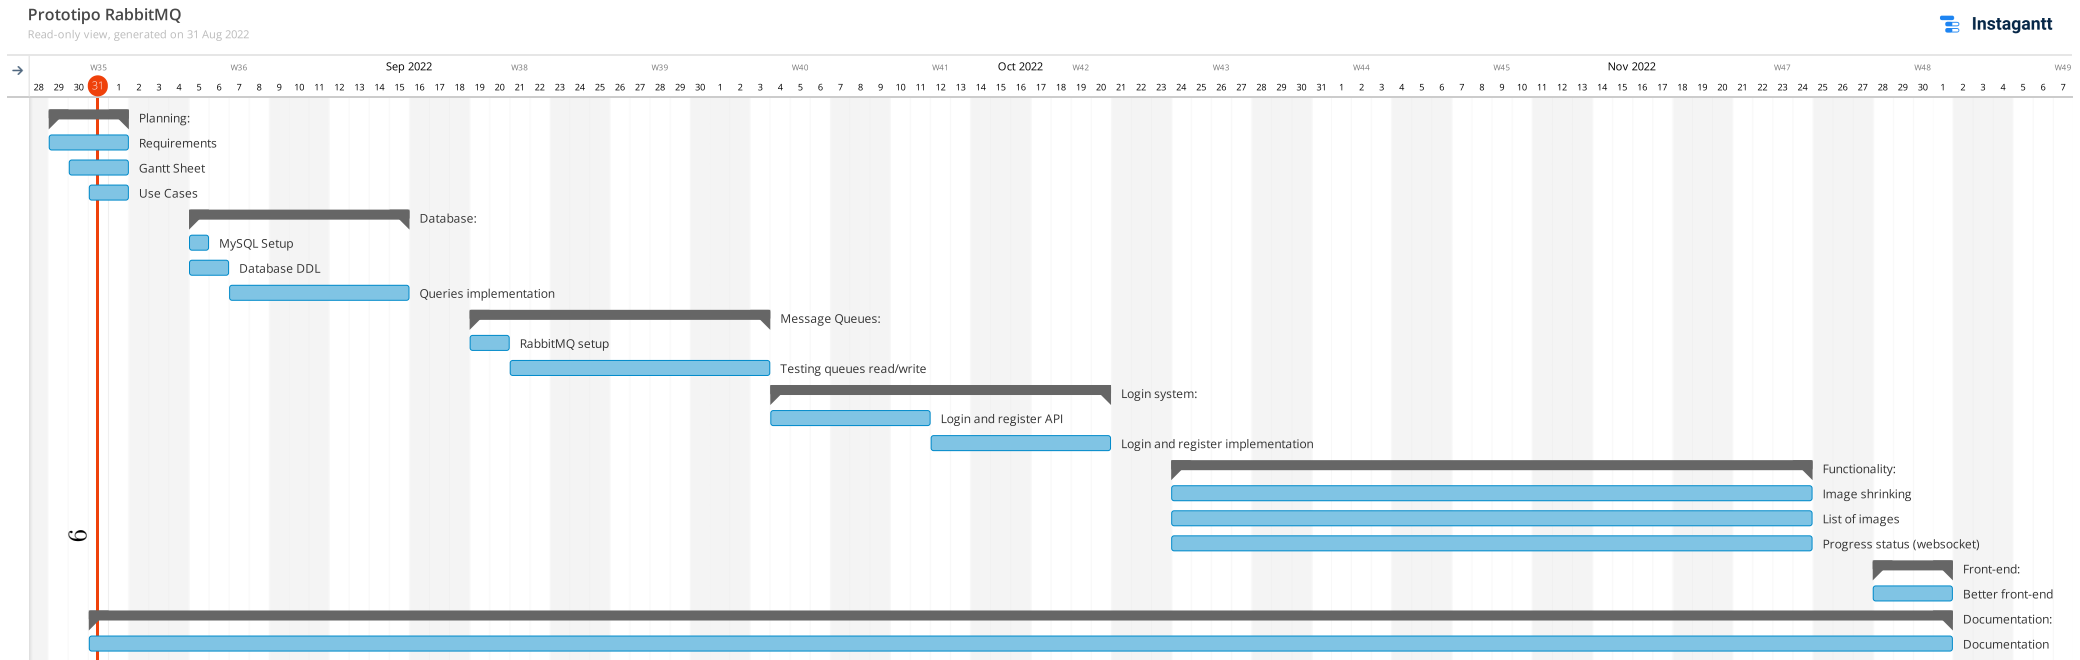 Prototipo RabbitMQ
Read-only view, generated on 31 Aug 2022
Instagantt
W35 W36 Sep 2022 W38 W39 W40 W41 Oct 2022 W42 W43 W44 W45 Nov 2022 W47 W48 W49
28 29 30 31 1 2 3 4 5 6 7 8 9 10 11 12 13 14 15 16 17 18 19 20 21 22 23 24 25 26 27 28 29 30 1 2 3 4 5 6 7 8 9 10 11 12 13 14 15 16 17 18 19 20 21 22 23 24 25 26 27 28 29 30 31 1 2 3 4 5 6 7 8 9 10 11 12 13 14 15 16 17 18 19 20 21 22 23 24 25 26 27 28 29 30 1 2 3 4 5 6 7
Planning:
Requirements
Gantt Sheet
Use Cases
Database:
MySQL Setup
Database DDL
Queries implementation
Message Queues:
RabbitMQ setup
Testing queues read/write
Login system:
Login and register API
Login and register implementation
Functionality:
Image shrinking
List of images
6
Progress status (websocket)
Front-end:
Better front-end
Documentation:
Documentation